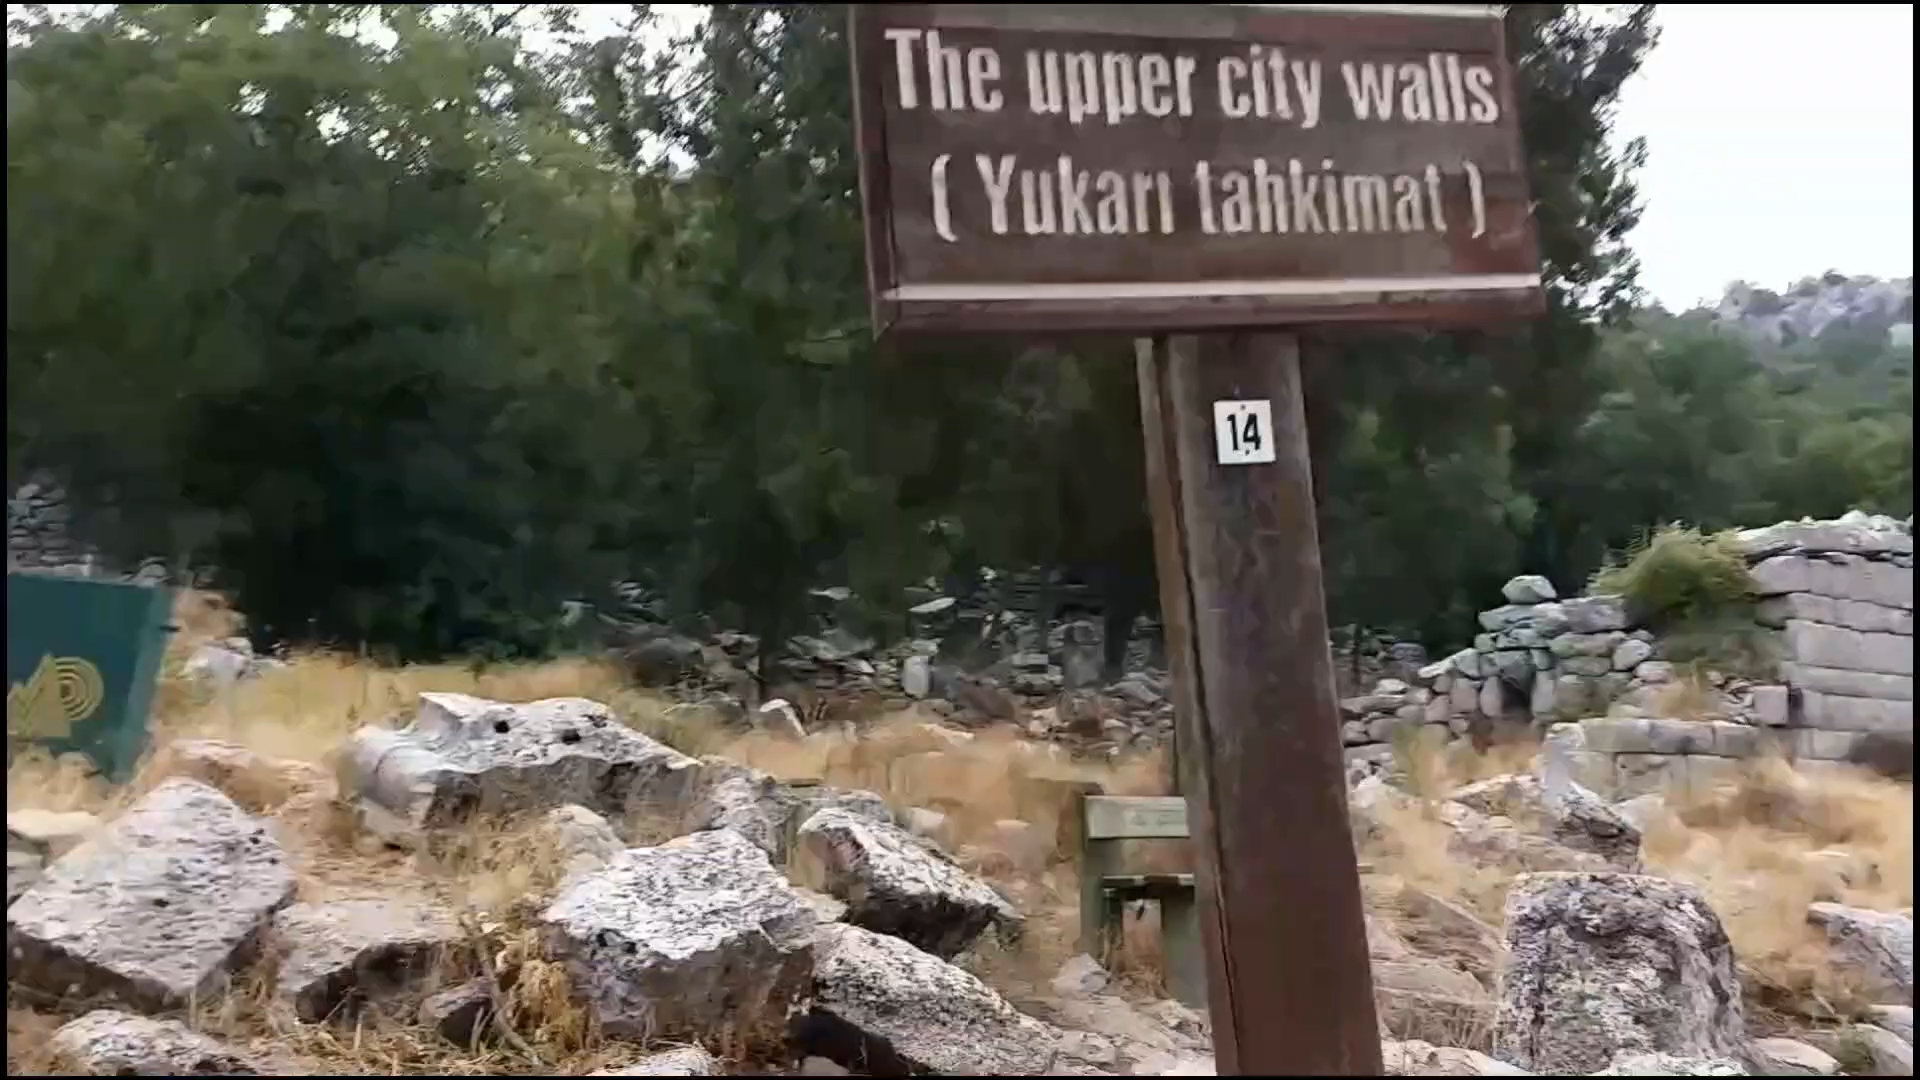 The upper city walls
( Yukarı tahkimat )
14